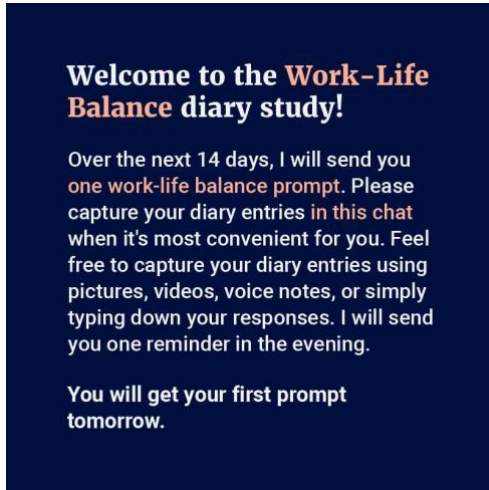 Welcome to the Work-Life
Balance diary study!
Over the next 14 days, I will send you
one work-life balance prompt. Please
capture your diary entries in this chat
when it's most convenient for you. Feel
free to capture your diary entries using
pictures, videos, voice notes, or simply
typing down your responses. I will send
you one reminder in the evening.
You will get your first prompt
tomorrow.